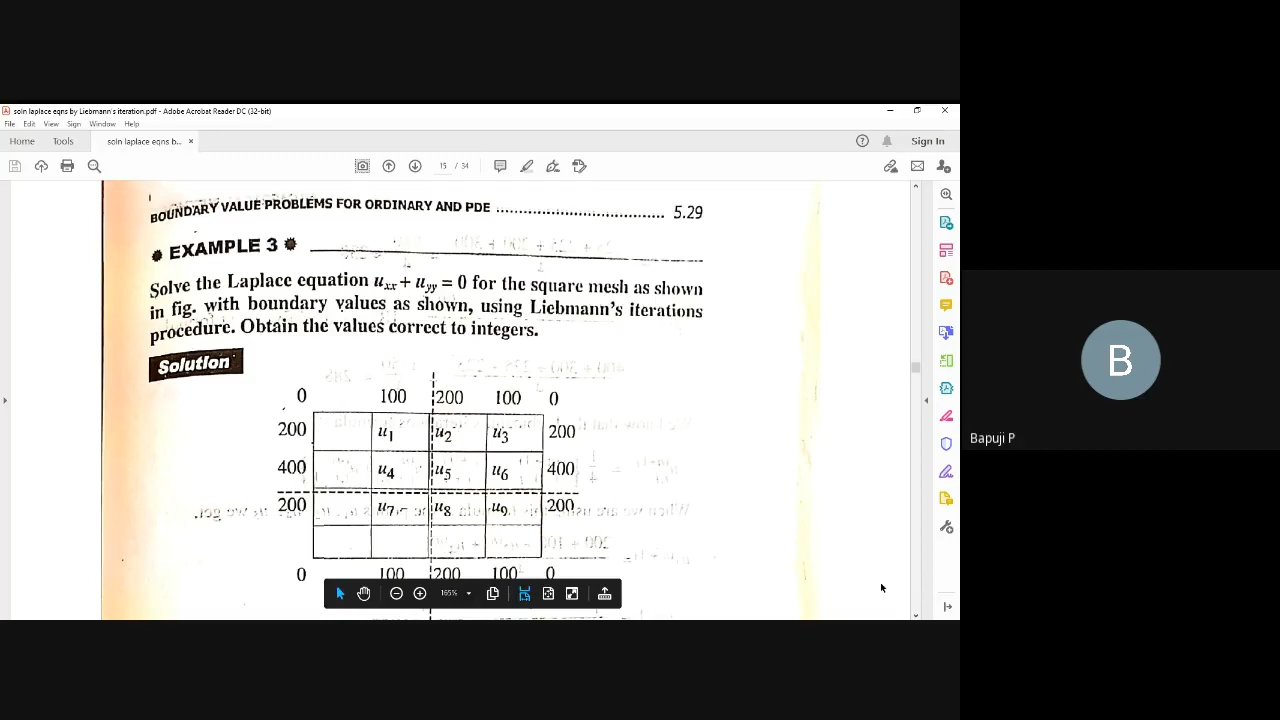 soln laplace eqns by Liebmann's iteration.pdf - Adobe Acrobat Reader DC (32-bit)
File Edit View Sign Window Help
Home Tools soln laplace eqns b... × Sign In
15 / 34
BOUNDARY VALUE PROBLEMS FOR ORDINARY AND PDE .................................... 5.29
EXAMPLE 3
Solve the Laplace equation uxx + uyy = 0 for the square mesh as shown
in fig. with boundary values as shown, using Liebmann's iterations
procedure. Obtain the values correct to integers.
Solution
0 100 200 100 0
200 u1 u2 u3 200
400 u4 u5 u6 400
200 u7 u8 u9 200
0 100 200 100 0
165%
B
Bapuji P